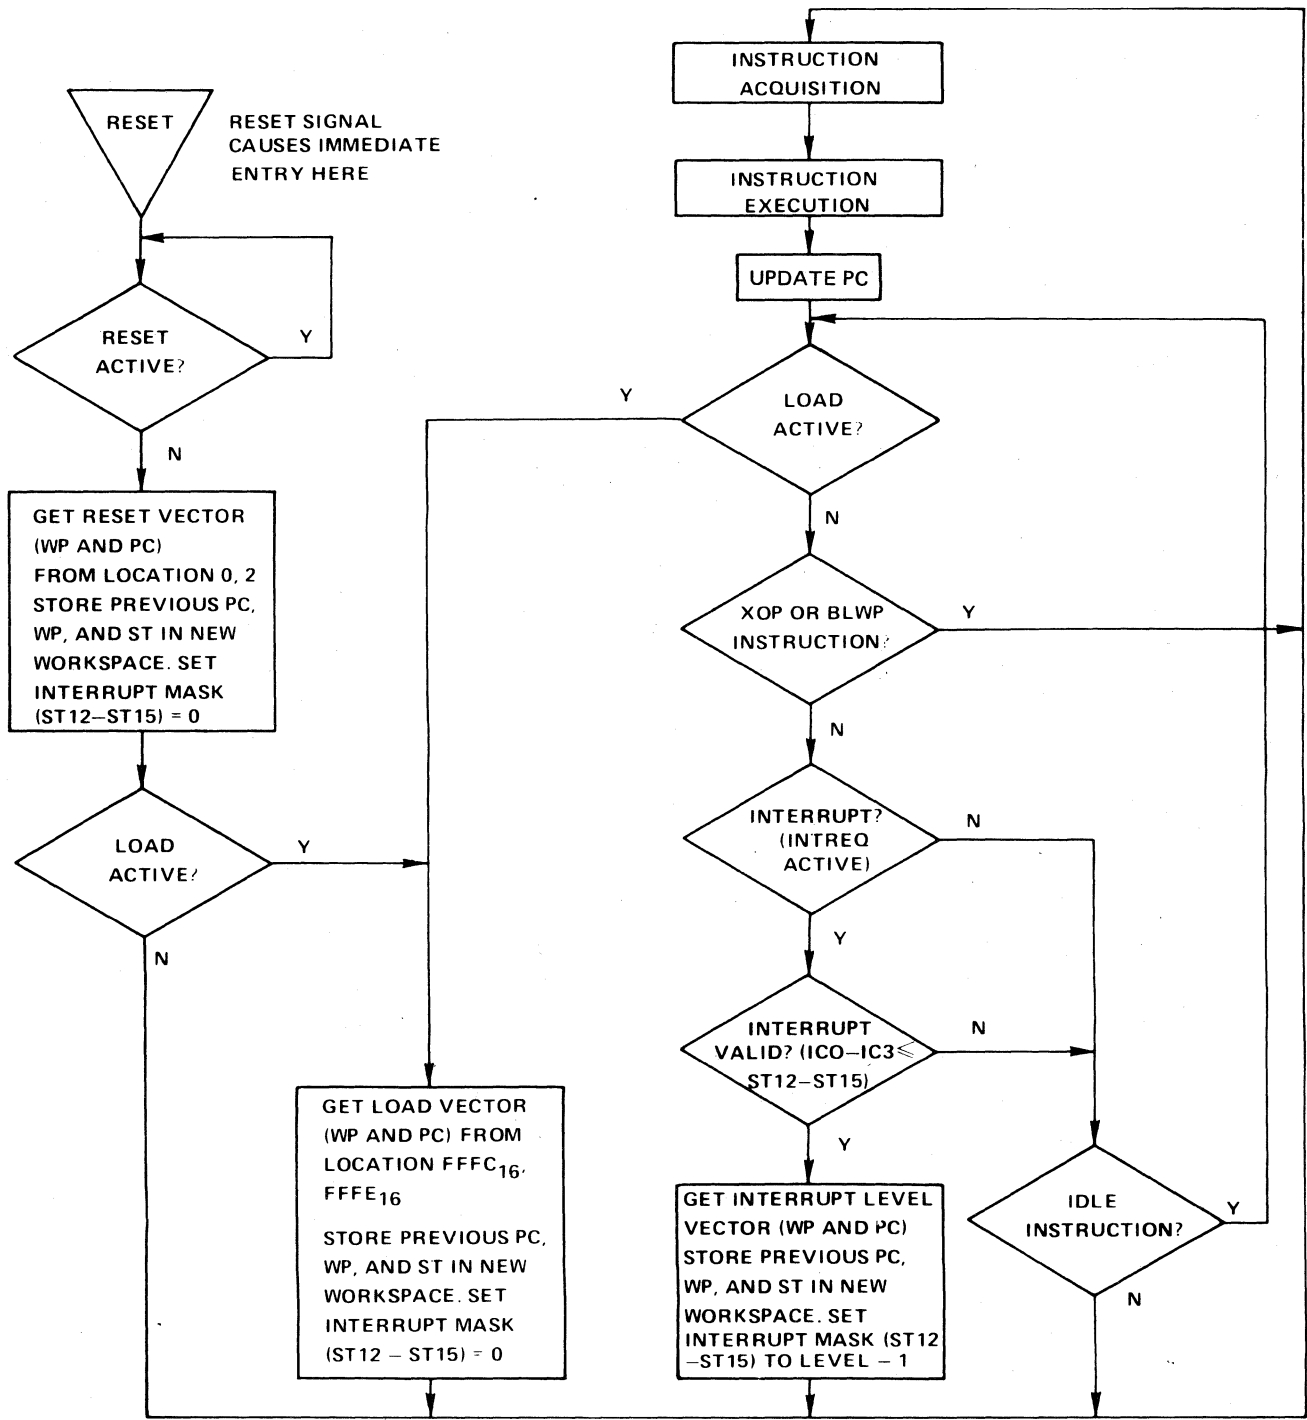 RESET
RESET SIGNAL
CAUSES IMMEDIATE
ENTRY HERE
RESET
ACTIVE?
Y
N
GET RESET VECTOR
(WP AND PC)
FROM LOCATION 0, 2
STORE PREVIOUS PC,
WP, AND ST IN NEW
WORKSPACE. SET
INTERRUPT MASK
(ST12–ST15) = 0
LOAD
ACTIVE?
Y
N
GET LOAD VECTOR
(WP AND PC) FROM
LOCATION FFFC16,
FFFE16
STORE PREVIOUS PC,
WP, AND ST IN NEW
WORKSPACE. SET
INTERRUPT MASK
(ST12 – ST15) = 0
INSTRUCTION
ACQUISITION
INSTRUCTION
EXECUTION
UPDATE PC
LOAD
ACTIVE?
Y
N
XOP OR BLWP
INSTRUCTION?
Y
N
INTERRUPT?
(INTREQ
ACTIVE)
N
Y
INTERRUPT
VALID? (IC0–IC3⩽
ST12–ST15)
N
Y
GET INTERRUPT LEVEL
VECTOR (WP AND PC)
STORE PREVIOUS PC,
WP, AND ST IN NEW
WORKSPACE. SET
INTERRUPT MASK (ST12
–ST15) TO LEVEL – 1
IDLE
INSTRUCTION?
Y
N